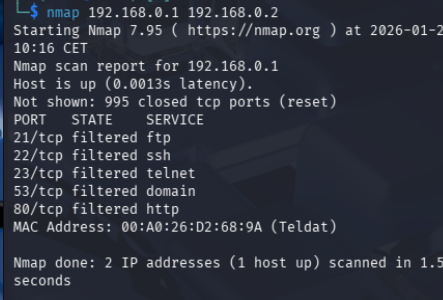 └─$ nmap 192.168.0.1 192.168.0.2
Starting Nmap 7.95 ( https://nmap.org ) at 2026-01-2
10:16 CET
Nmap scan report for 192.168.0.1
Host is up (0.0013s latency).
Not shown: 995 closed tcp ports (reset)
PORT   STATE    SERVICE
21/tcp filtered ftp
22/tcp filtered ssh
23/tcp filtered telnet
53/tcp filtered domain
80/tcp filtered http
MAC Address: 00:A0:26:D2:68:9A (Teldat)

Nmap done: 2 IP addresses (1 host up) scanned in 1.5
seconds